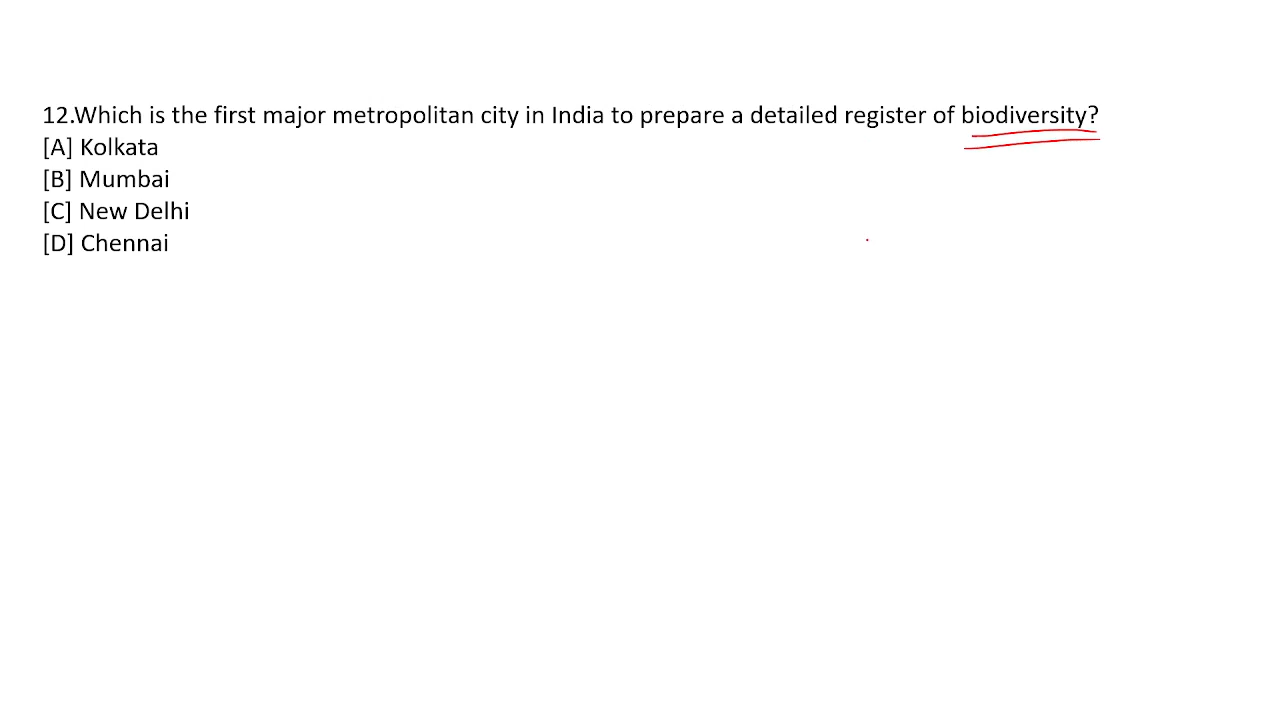 12.Which is the first major metropolitan city in India to prepare a detailed register of biodiversity?
[A] Kolkata
[B] Mumbai
[C] New Delhi
[D] Chennai